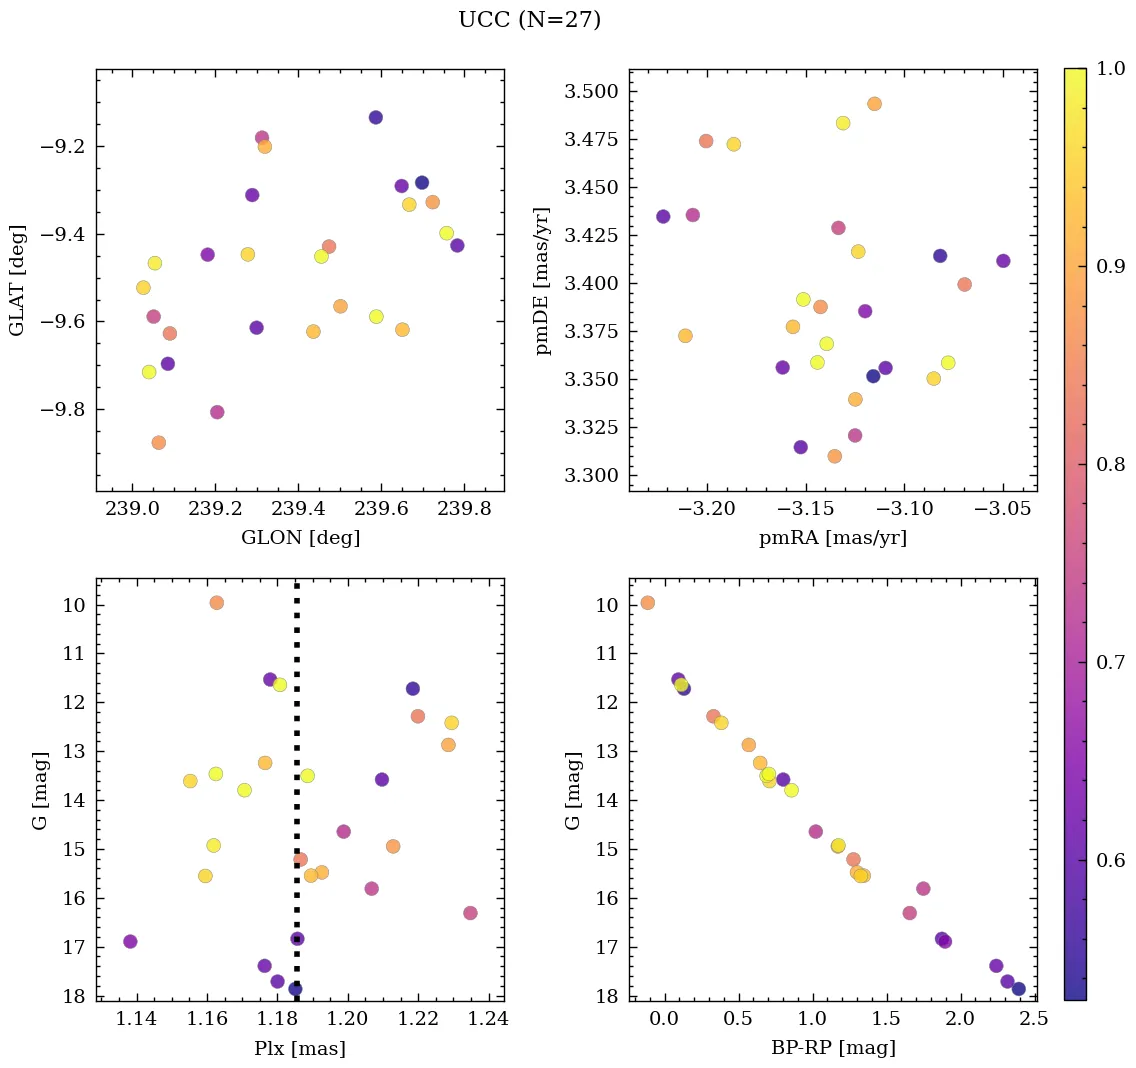 UCC (N=27)
−9.2
−9.4
−9.6
−9.8
GLAT [deg]
239.0 239.2 239.4 239.6 239.8
GLON [deg]
3.500
3.475
3.450
3.425
3.400
3.375
3.350
3.325
3.300
pmDE [mas/yr]
−3.20 −3.15 −3.10 −3.05
pmRA [mas/yr]
10
11
12
13
14
15
16
17
18
G [mag]
1.14 1.16 1.18 1.20 1.22 1.24
Plx [mas]
10
11
12
13
14
15
16
17
18
G [mag]
0.0 0.5 1.0 1.5 2.0 2.5
BP-RP [mag]
1.0
0.9
0.8
0.7
0.6